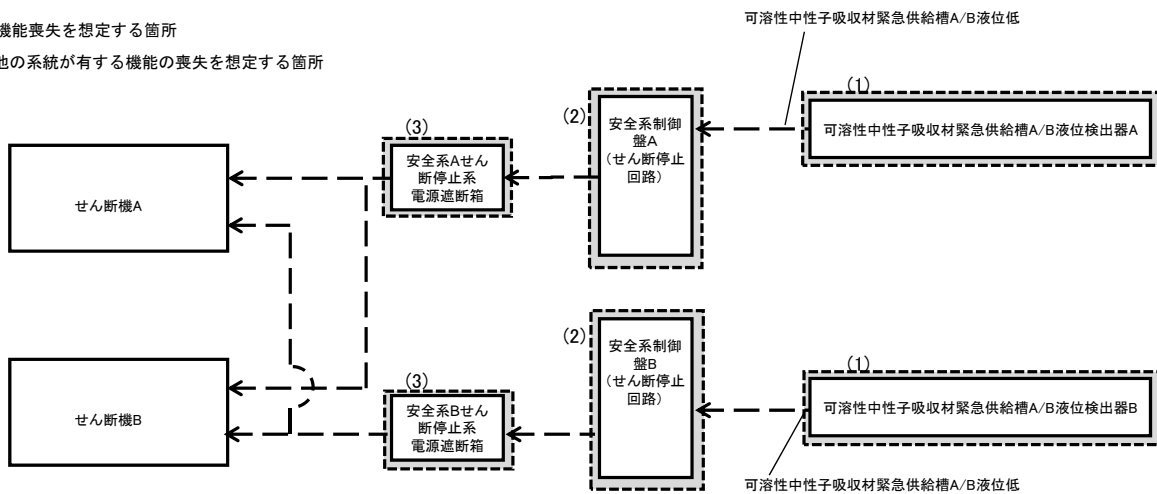 機能喪失を想定する箇所
他の系統が有する機能の喪失を想定する箇所
可溶性中性子吸収材緊急供給槽A/B液位低
(1)
可溶性中性子吸収材緊急供給槽A/B液位検出器A
(2)
安全系制御
盤A
(せん断停止
回路)
(3)
安全系Aせん
断停止系
電源遮断箱
せん断機A
(1)
可溶性中性子吸収材緊急供給槽A/B液位検出器B
(2)
安全系制御
盤B
(せん断停止
回路)
(3)
安全系Bせん
断停止系
電源遮断箱
せん断機B
可溶性中性子吸収材緊急供給槽A/B液位低